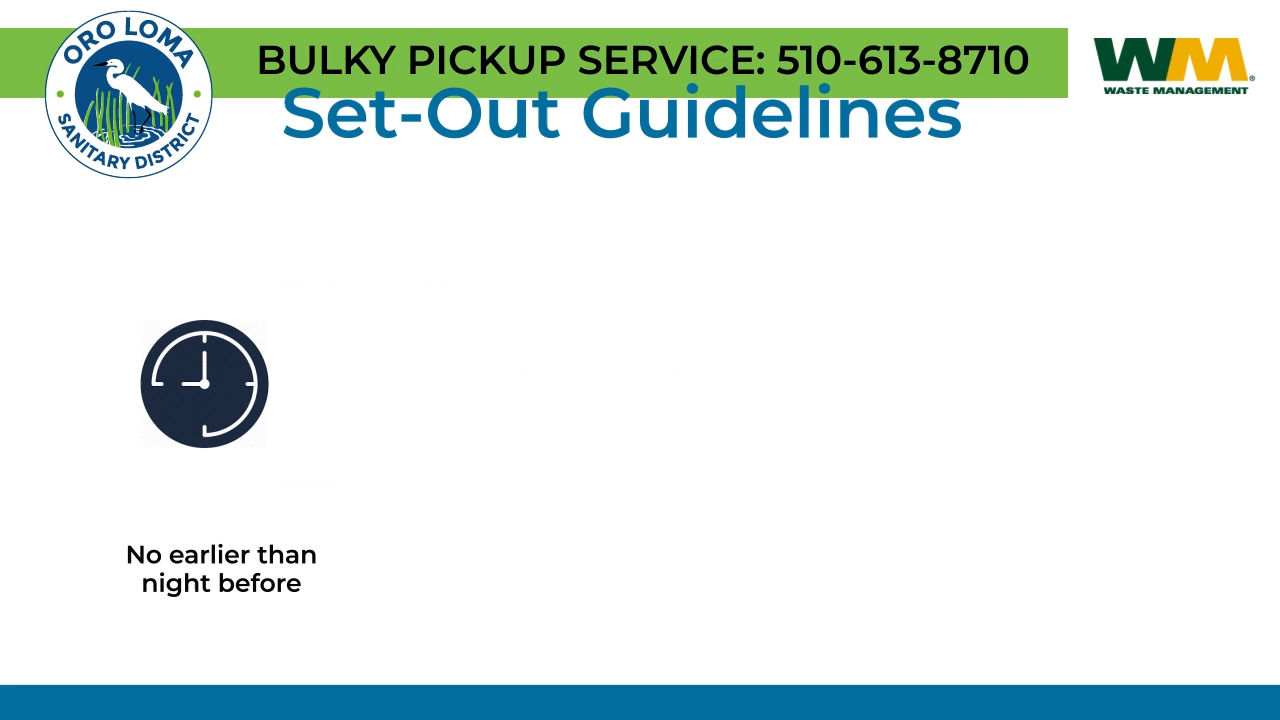 ORO LOMA
SANITARY DISTRICT
BULKY PICKUP SERVICE: 510-613-8710
WM
WASTE MANAGEMENT®
Set-Out Guidelines
No earlier than
night before